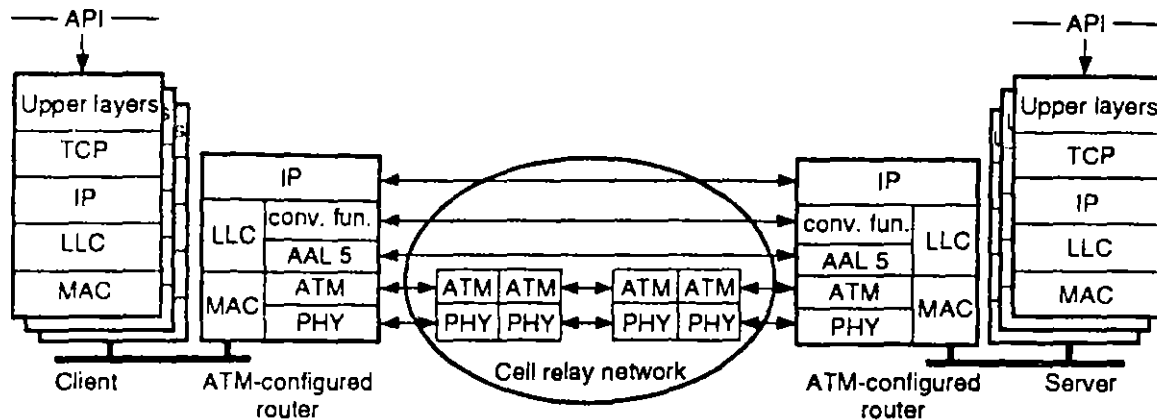 API
Upper layers
TCP
IP
LLC
MAC
Client
IP
LLC
conv. fun.
AAL 5
MAC
ATM
PHY
ATM-configured
router
ATM ATM
PHY PHY
ATM ATM
PHY PHY
Cell relay network
IP
conv. fun.
AAL 5
LLC
ATM
PHY
MAC
ATM-configured
router
API
Upper layers
TCP
IP
LLC
MAC
Server